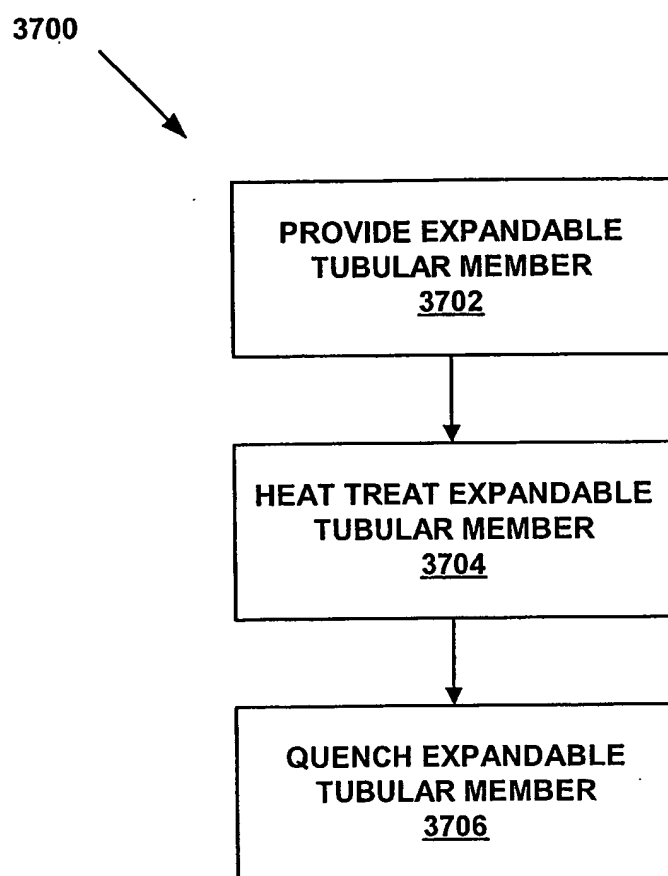 3700
PROVIDE EXPANDABLE
TUBULAR MEMBER
3702
HEAT TREAT EXPANDABLE
TUBULAR MEMBER
3704
QUENCH EXPANDABLE
TUBULAR MEMBER
3706